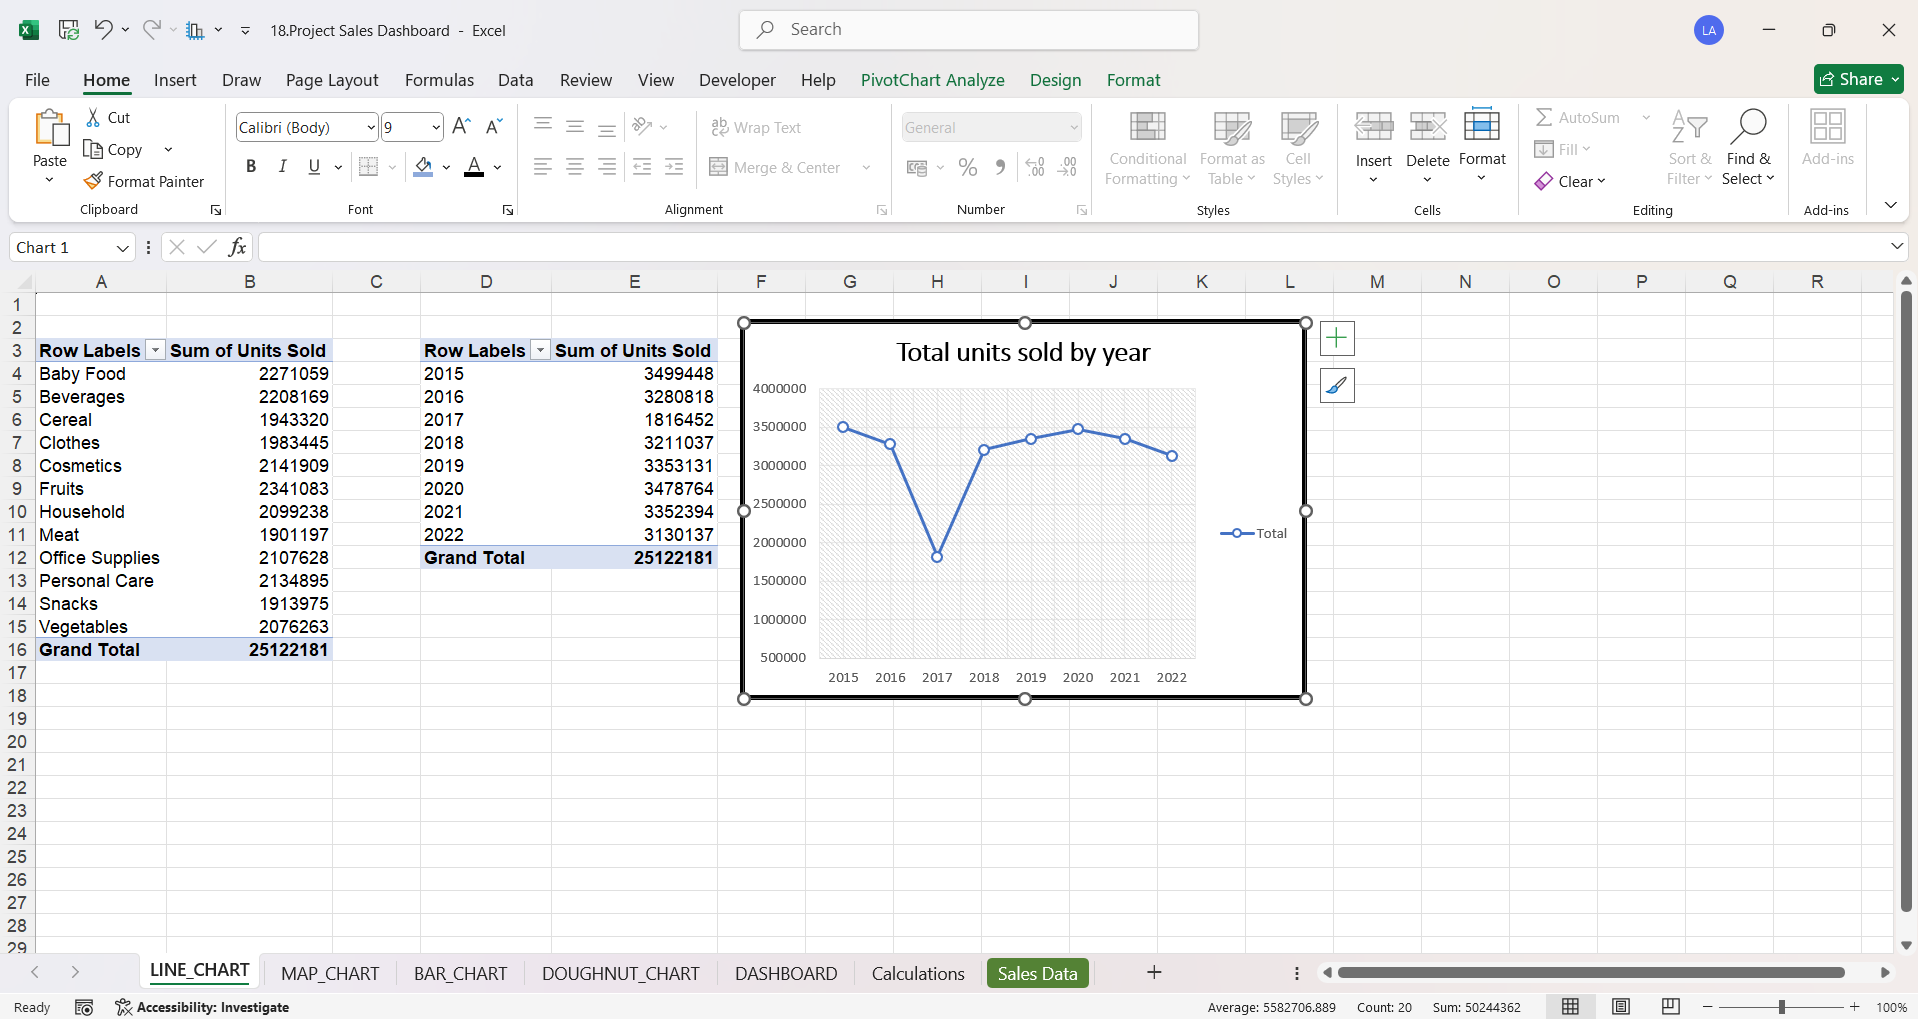 18.Project Sales Dashboard - Excel
Search
LA
File Home Insert Draw Page Layout Formulas Data Review View Developer Help PivotChart Analyze Design Format
Share
Paste
Cut
Copy
Format Painter
Clipboard
Calibri (Body) 9
B I U A
Font
ab Wrap Text
Merge & Center
Alignment
General
% 9 .00
Number
Conditional Formatting
Format as Table
Cell Styles
Styles
Insert Delete Format
Cells
AutoSum
Fill
Clear
Sort & Filter
Find & Select
Editing
Add-ins
Add-ins
Chart 1
fx
A B C D E F G H I J K L M N O P Q R
1
2
3 Row Labels Sum of Units Sold Row Labels Sum of Units Sold
4 Baby Food 2271059 2015 3499448
5 Beverages 2208169 2016 3280818
6 Cereal 1943320 2017 1816452
7 Clothes 1983445 2018 3211037
8 Cosmetics 2141909 2019 3353131
9 Fruits 2341083 2020 3478764
10 Household 2099238 2021 3352394
11 Meat 1901197 2022 3130137
12 Office Supplies 2107628 Grand Total 25122181
13 Personal Care 2134895
14 Snacks 1913975
15 Vegetables 2076263
16 Grand Total 25122181
17
18
19
20
21
22
23
24
25
26
27
28
29
Total units sold by year
4000000
3500000
3000000
2500000
2000000
1500000
1000000
500000
2015 2016 2017 2018 2019 2020 2021 2022
Total
LINE_CHART MAP_CHART BAR_CHART DOUGHNUT_CHART DASHBOARD Calculations Sales Data
Ready
Accessibility: Investigate
Average: 5582706.889 Count: 20 Sum: 50244362
100%